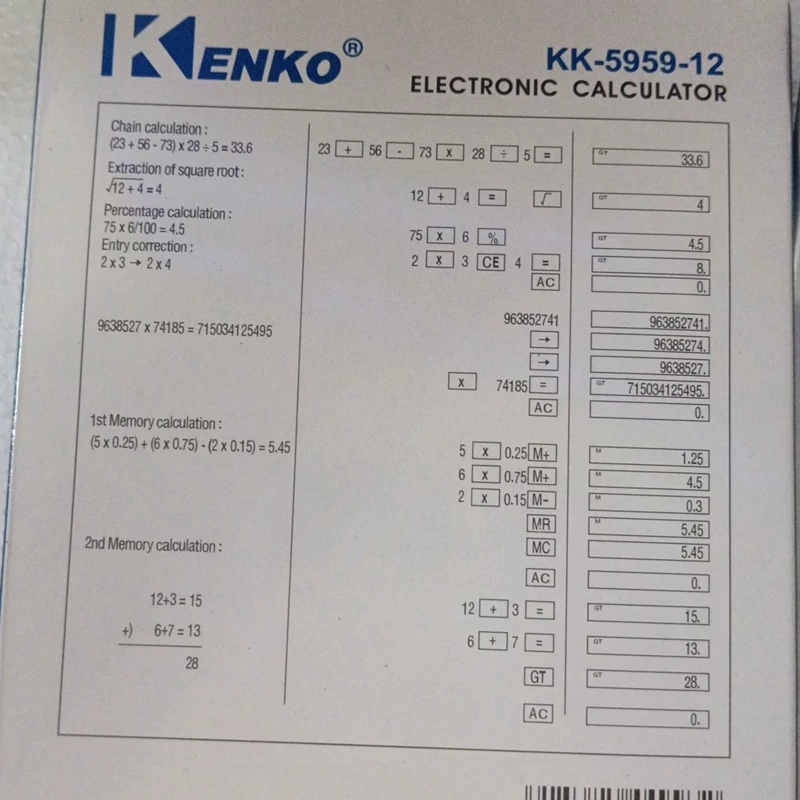 KENKO®
KK-5959-12
ELECTRONIC CALCULATOR
Chain calculation :
(23 + 56 - 73) x 28 ÷ 5 = 33.6
23 + 56 - 73 x 28 ÷ 5 =
GT 33.6
Extraction of square root:
√12 + 4 = 4
12 + 4 = √
GT 4
Percentage calculation :
75 x 6/100 = 4.5
75 x 6 %
GT 4.5
Entry correction :
2 x 3 → 2 x 4
2 x 3 CE 4 =
GT 8.
AC
0.
9638527 x 74185 = 715034125495
963852741
963852741.
→
96385274.
→
9638527.
x 74185 =
GT 715034125495.
AC
0.
1st Memory calculation :
(5 x 0.25) + (6 x 0.75) - (2 x 0.15) = 5.45
5 x 0.25 M+
M 1.25
6 x 0.75 M+
M 4.5
2 x 0.15 M-
M 0.3
MR
M 5.45
MC
5.45
AC
0.
2nd Memory calculation :
12+3 = 15
+) 6+7 = 13
28
12 + 3 =
GT 15.
6 + 7 =
GT 13.
GT
GT 28.
AC
0.